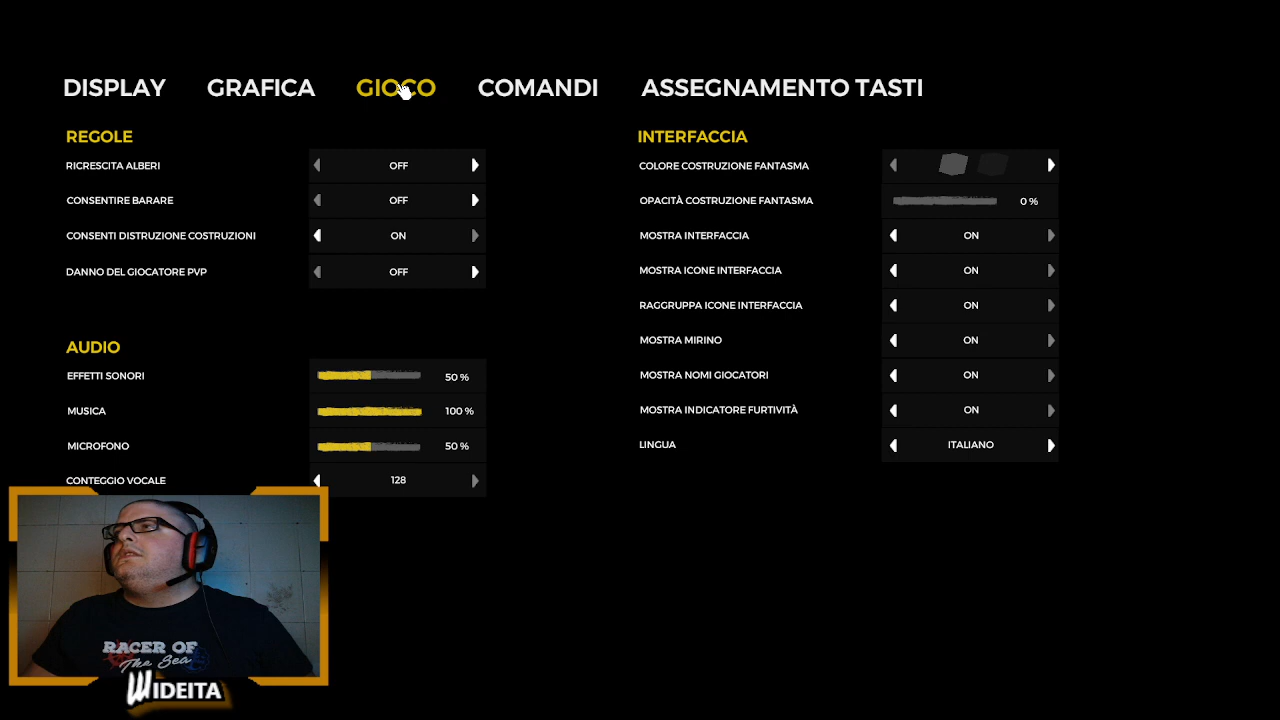 DISPLAY GRAFICA GIOCO COMANDI ASSEGNAMENTO TASTI
REGOLE
RICRESCITA ALBERI OFF
CONSENTIRE BARARE OFF
CONSENTI DISTRUZIONE COSTRUZIONI ON
DANNO DEL GIOCATORE PVP OFF
AUDIO
EFFETTI SONORI 50 %
MUSICA 100 %
MICROFONO 50 %
CONTEGGIO VOCALE 128
INTERFACCIA
COLORE COSTRUZIONE FANTASMA
OPACITÀ COSTRUZIONE FANTASMA 0 %
MOSTRA INTERFACCIA ON
MOSTRA ICONE INTERFACCIA ON
RAGGRUPPA ICONE INTERFACCIA ON
MOSTRA MIRINO ON
MOSTRA NOMI GIOCATORI ON
MOSTRA INDICATORE FURTIVITÀ ON
LINGUA ITALIANO
RACER OF
The Sea
WIDEITA